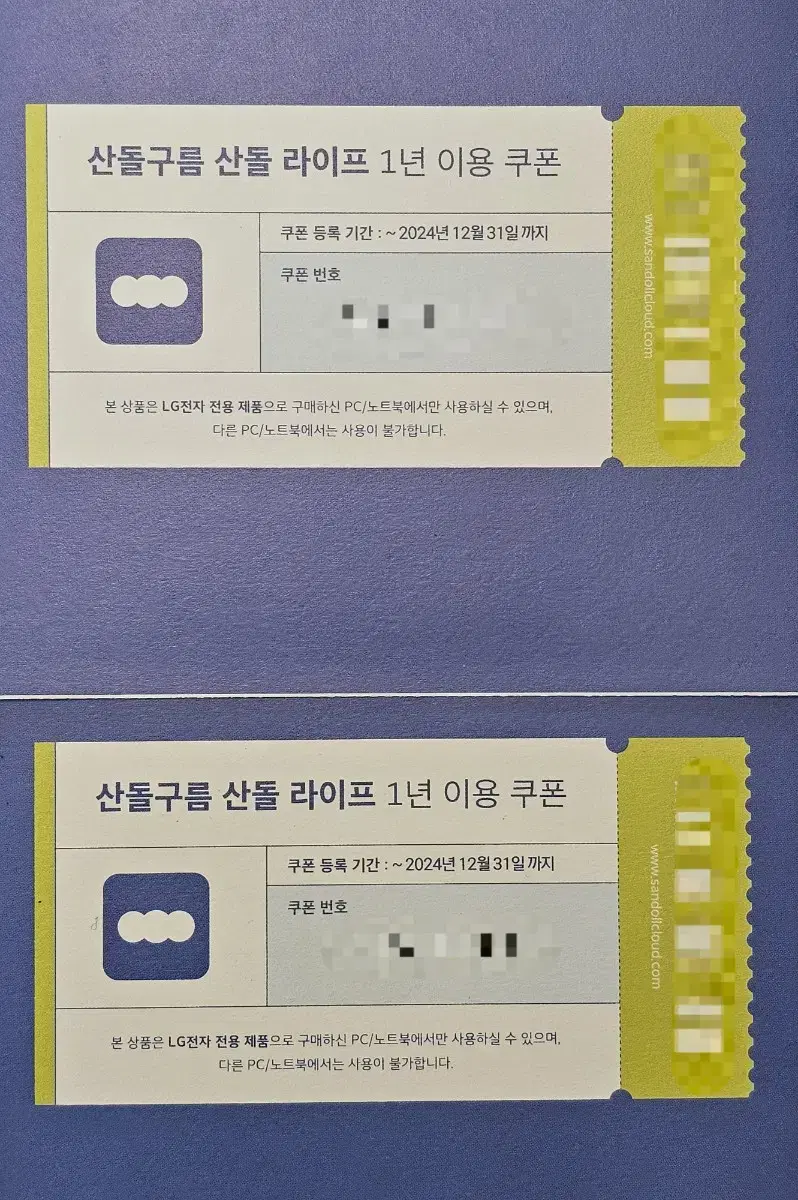 산돌구름 산돌 라이프 1년 이용 쿠폰
쿠폰 등록 기간 : ~ 2024년 12월 31일 까지
쿠폰 번호
본 상품은 LG전자 전용 제품으로 구매하신 PC/노트북에서만 사용하실 수 있으며,
다른 PC/노트북에서는 사용이 불가합니다.
www.sandollcloud.com
산돌구름 산돌 라이프 1년 이용 쿠폰
쿠폰 등록 기간 : ~ 2024년 12월 31일 까지
쿠폰 번호
본 상품은 LG전자 전용 제품으로 구매하신 PC/노트북에서만 사용하실 수 있으며,
다른 PC/노트북에서는 사용이 불가합니다.
www.sandollcloud.com